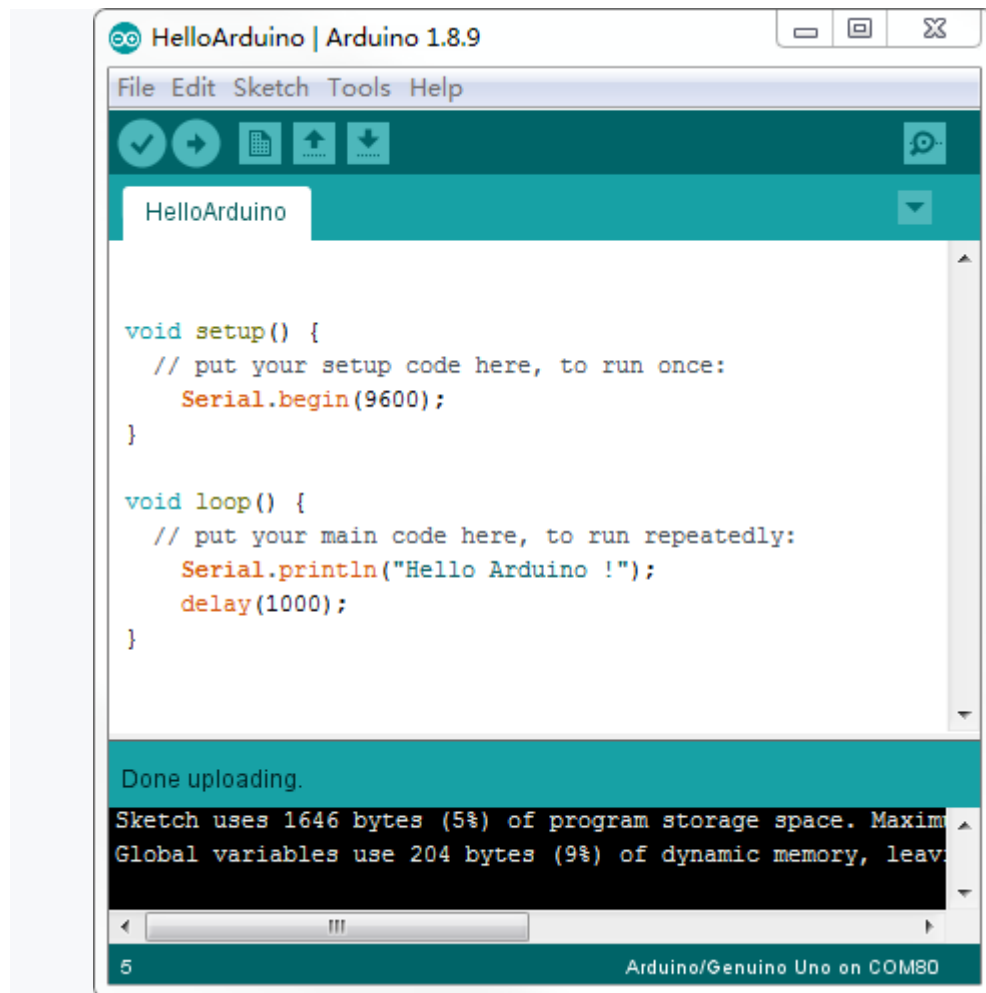 HelloArduino | Arduino 1.8.9
File Edit Sketch Tools Help
HelloArduino
void setup() {
  // put your setup code here, to run once:
    Serial.begin(9600);
}
void loop() {
  // put your main code here, to run repeatedly:
    Serial.println("Hello Arduino !");
    delay(1000);
}
Done uploading.
Sketch uses 1646 bytes (5%) of program storage space. Maxim
Global variables use 204 bytes (9%) of dynamic memory, leavi
5 Arduino/Genuino Uno on COM80